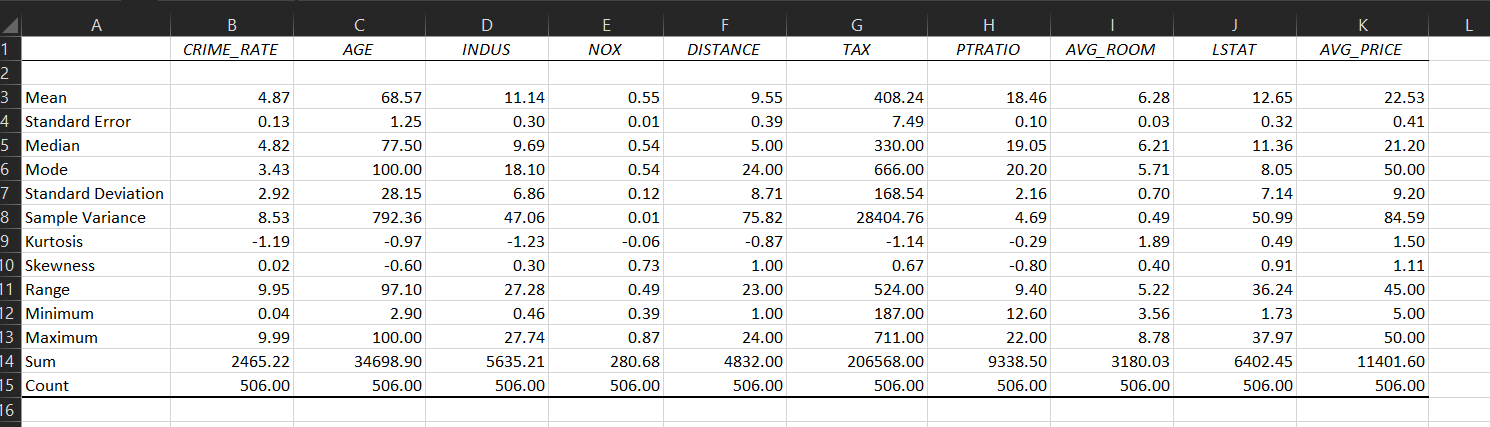 A B C D E F G H I J K L
1 CRIME_RATE AGE INDUS NOX DISTANCE TAX PTRATIO AVG_ROOM LSTAT AVG_PRICE
2
3 Mean 4.87 68.57 11.14 0.55 9.55 408.24 18.46 6.28 12.65 22.53
4 Standard Error 0.13 1.25 0.30 0.01 0.39 7.49 0.10 0.03 0.32 0.41
5 Median 4.82 77.50 9.69 0.54 5.00 330.00 19.05 6.21 11.36 21.20
6 Mode 3.43 100.00 18.10 0.54 24.00 666.00 20.20 5.71 8.05 50.00
7 Standard Deviation 2.92 28.15 6.86 0.12 8.71 168.54 2.16 0.70 7.14 9.20
8 Sample Variance 8.53 792.36 47.06 0.01 75.82 28404.76 4.69 0.49 50.99 84.59
9 Kurtosis -1.19 -0.97 -1.23 -0.06 -0.87 -1.14 -0.29 1.89 0.49 1.50
10 Skewness 0.02 -0.60 0.30 0.73 1.00 0.67 -0.80 0.40 0.91 1.11
11 Range 9.95 97.10 27.28 0.49 23.00 524.00 9.40 5.22 36.24 45.00
12 Minimum 0.04 2.90 0.46 0.39 1.00 187.00 12.60 3.56 1.73 5.00
13 Maximum 9.99 100.00 27.74 0.87 24.00 711.00 22.00 8.78 37.97 50.00
14 Sum 2465.22 34698.90 5635.21 280.68 4832.00 206568.00 9338.50 3180.03 6402.45 11401.60
15 Count 506.00 506.00 506.00 506.00 506.00 506.00 506.00 506.00 506.00 506.00
16